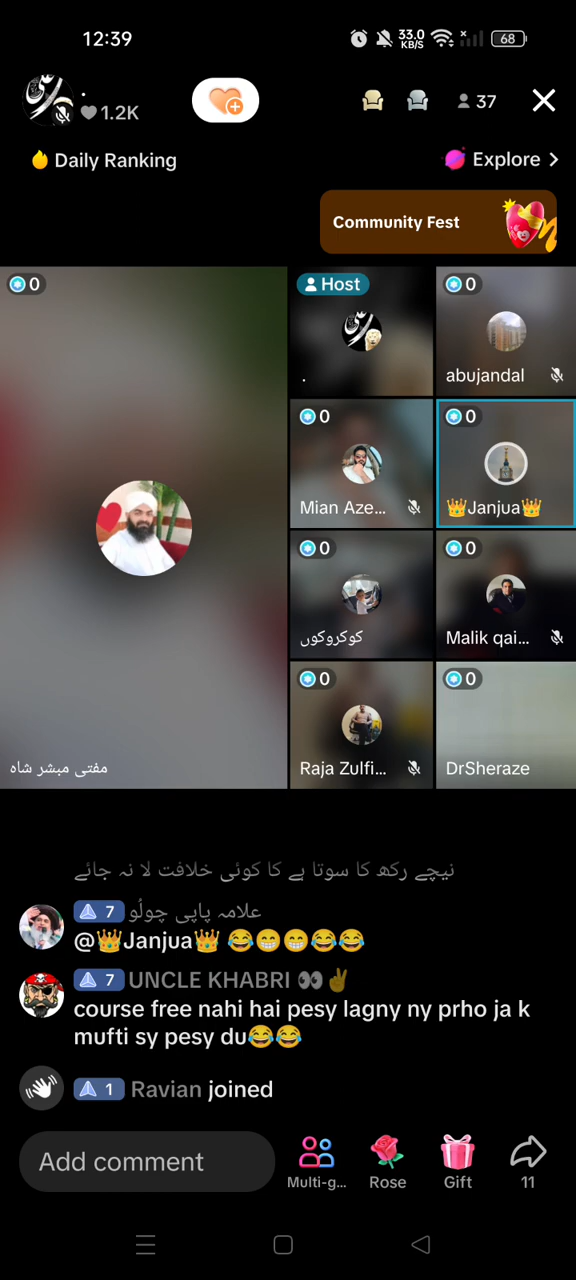 12:39
33.0
KB/S
68
.
1.2K
37
Daily Ranking
Explore >
Community Fest
0
Host
.
0
abujandal
0
Mian Aze...
0
👑Janjua👑
0
کوکروکوں
0
Malik qai...
0
Raja Zulfi...
0
DrSheraze
مفتی مبشر شاہ
نیچے رکھ کا سوتا ہے کا کوئی خلافت لا نہ جائے
7 علامہ پاپی چولُو
@👑Janjua👑 😂😁😁😂😂
7 UNCLE KHABRI 👀✌
course free nahi hai pesy lagny ny prho ja k
mufti sy pesy du😂😂
1 Ravian joined
Add comment
Multi-g...
Rose
Gift
11